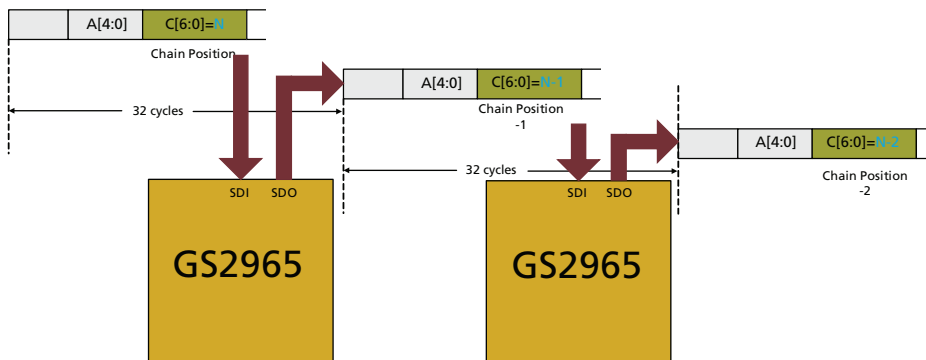 A[4:0] C[6:0]=N
Chain Position
A[4:0] C[6:0]=N-1
32 cycles
Chain Position
-1
A[4:0] C[6:0]=N-2
32 cycles
Chain Position
-2
SDI SDO
SDI SDO
GS2965
GS2965